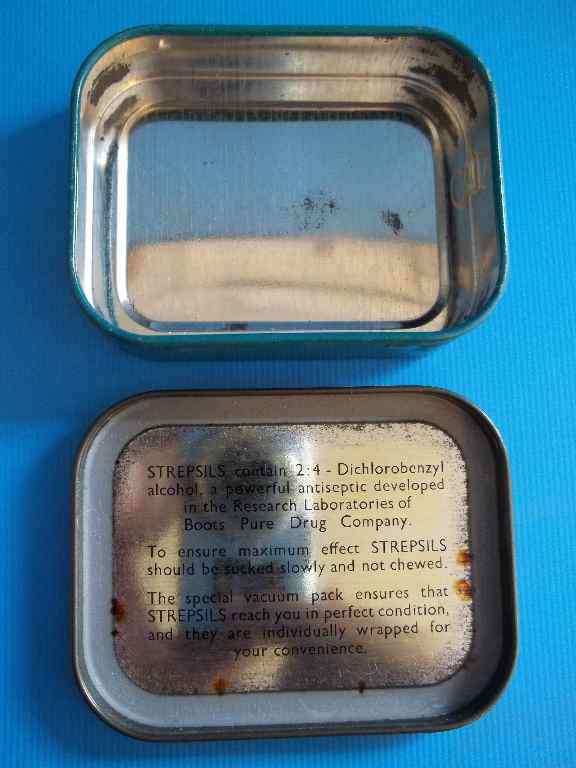 STREPSILS contain 2:4 - Dichlorobenzyl
alcohol, a powerful antiseptic developed
in the Research Laboratories of
Boots Pure Drug Company.
To ensure maximum effect STREPSILS
should be sucked slowly and not chewed.
The special vacuum pack ensures that
STREPSILS reach you in perfect condition,
and they are individually wrapped for
your convenience.